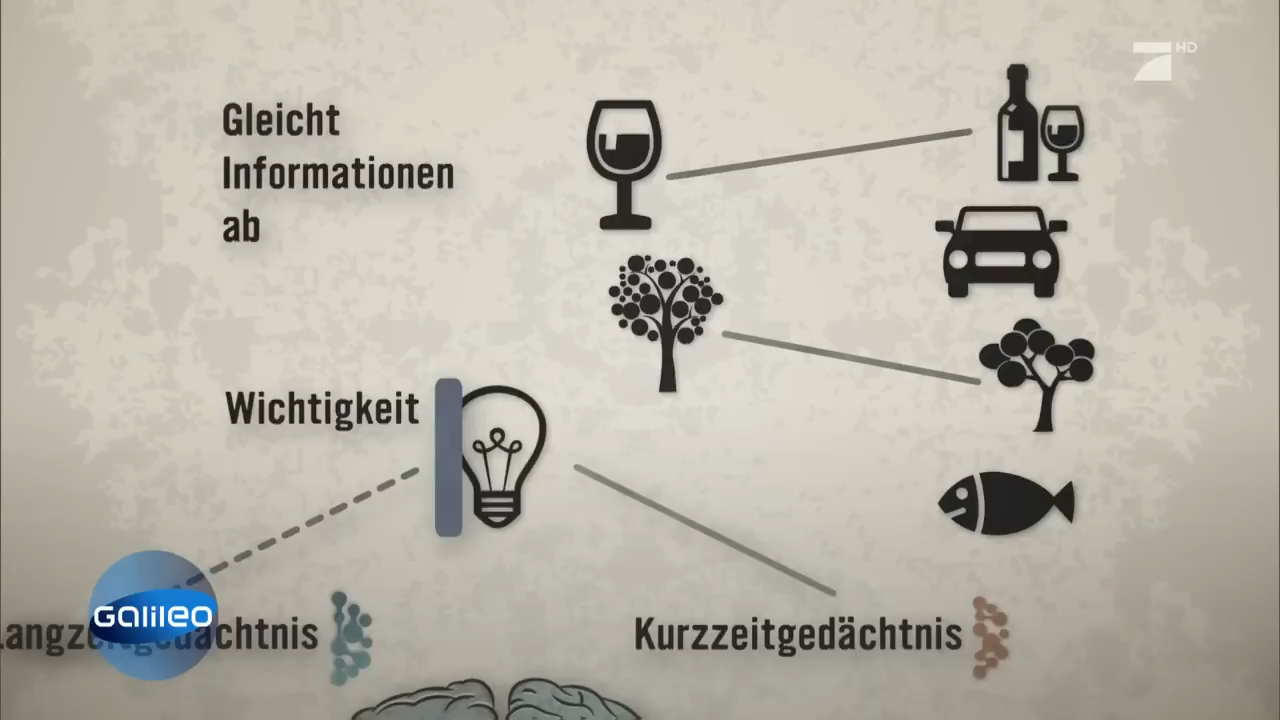 HD
Gleicht
Informationen
ab
Wichtigkeit
Galileo
Kurzzeitgedächtnis